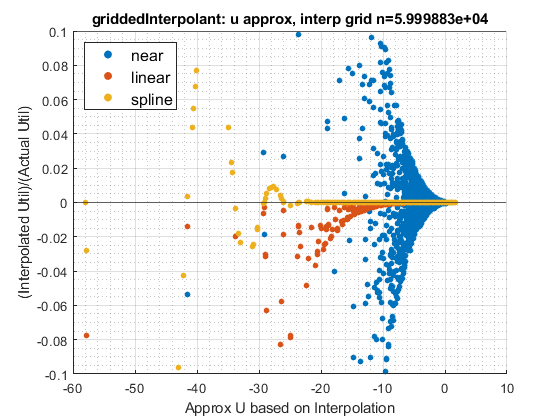 griddedInterpolant: u approx, interp grid n=5.999883e+04
near
linear
spline
(Interpolated Util)/(Actual Util)
0.1
0.08
0.06
0.04
0.02
0
-0.02
-0.04
-0.06
-0.08
-0.1
-60 -50 -40 -30 -20 -10 0 10
Approx U based on Interpolation